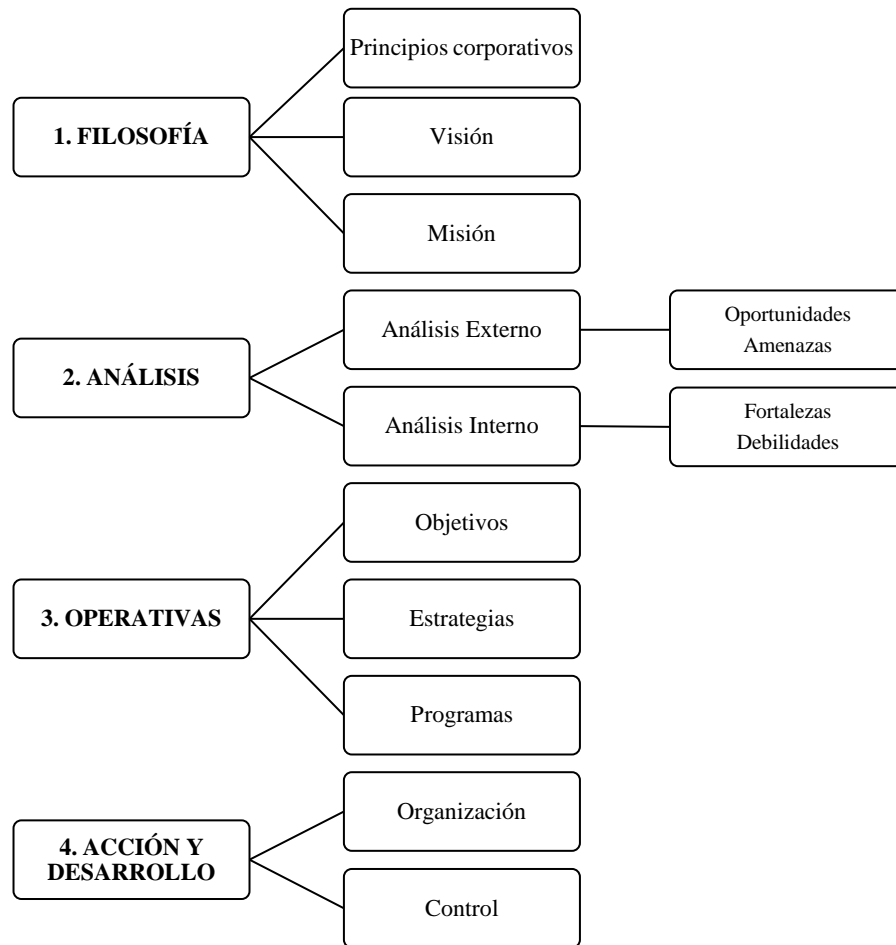 Principios corporativos
1. FILOSOFÍA
Visión
Misión
Análisis Externo
Oportunidades
Amenazas
2. ANÁLISIS
Análisis Interno
Fortalezas
Debilidades
Objetivos
3. OPERATIVAS
Estrategias
Programas
Organización
4. ACCIÓN Y
DESARROLLO
Control